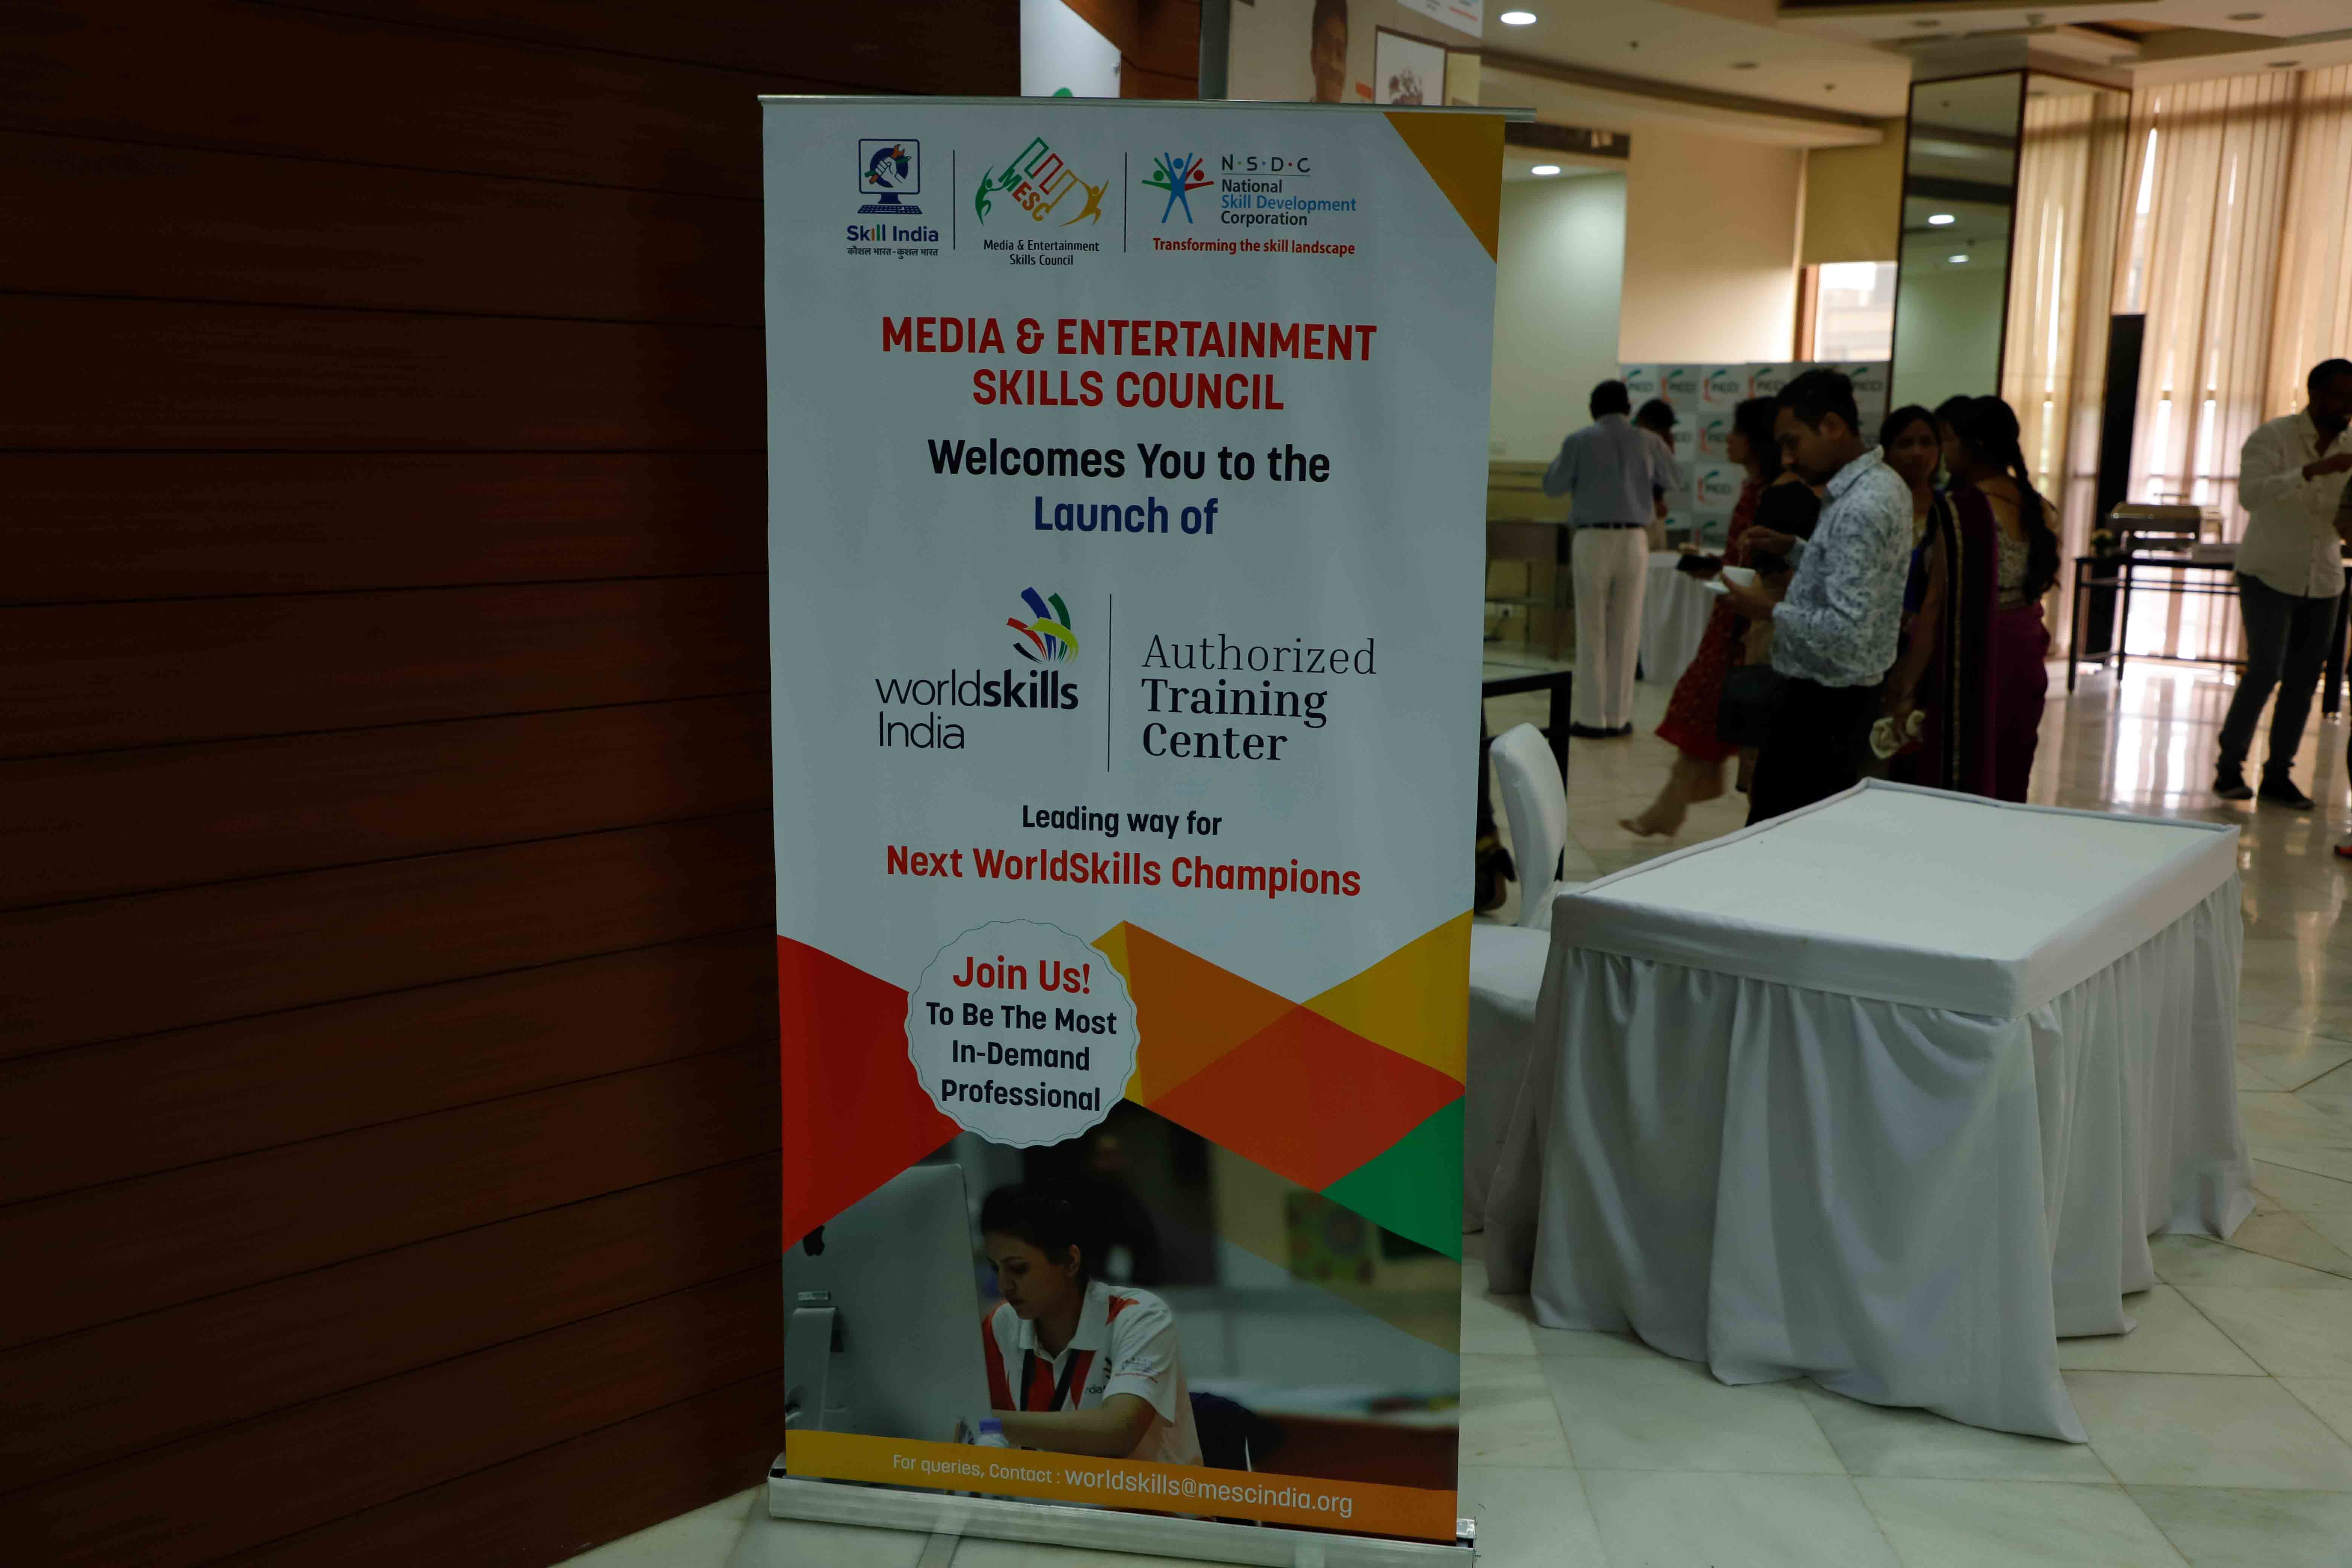 Skill India
कौशल भारत - कुशल भारत
MESC
Media & Entertainment
Skills Council
N·S·D·C
National
Skill Development
Corporation
Transforming the skill landscape
MEDIA & ENTERTAINMENT
SKILLS COUNCIL
Welcomes You to the
Launch of
worldskills
India
Authorized
Training
Center
Leading way for
Next WorldSkills Champions
Join Us!
To Be The Most
In-Demand
Professional
For queries, Contact : worldskills@mescindia.org